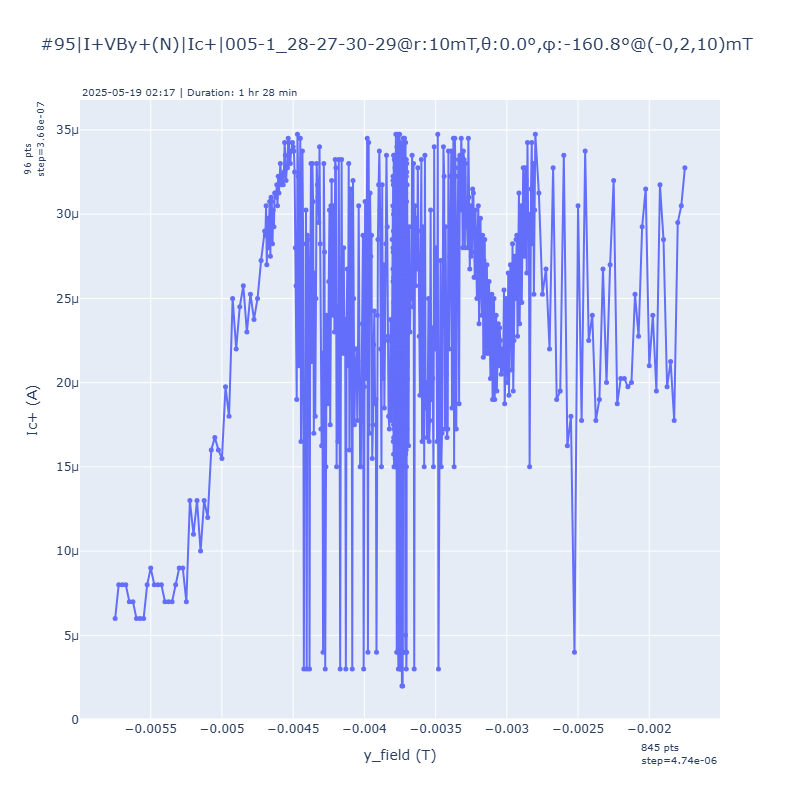 #95|I+VBy+(N)|Ic+|005-1_28-27-30-29@r:10mT,θ:0.0°,φ:-160.8°@(-0,2,10)mT
2025-05-19 02:17 | Duration: 1 hr 28 min
96 pts
step=3.68e-07
35μ
30μ
25μ
20μ
15μ
10μ
5μ
0
Ic+ (A)
−0.0055
−0.005
−0.0045
−0.004
−0.0035
−0.003
−0.0025
−0.002
y_field (T)
845 pts
step=4.74e-06